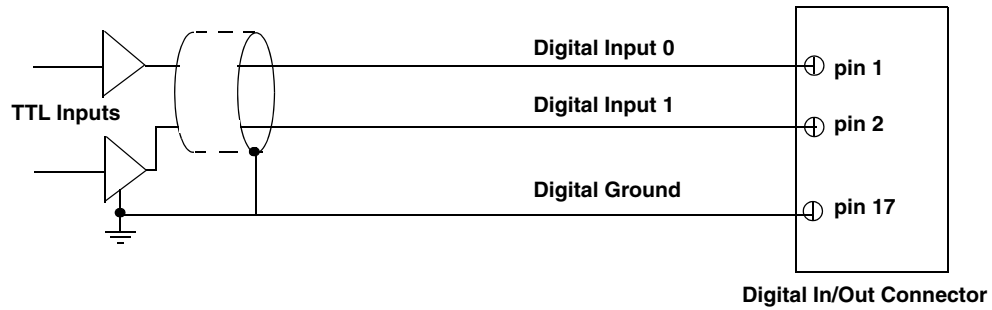 Digital Input 0
pin 1
TTL Inputs
Digital Input 1
pin 2
Digital Ground
pin 17
Digital In/Out Connector